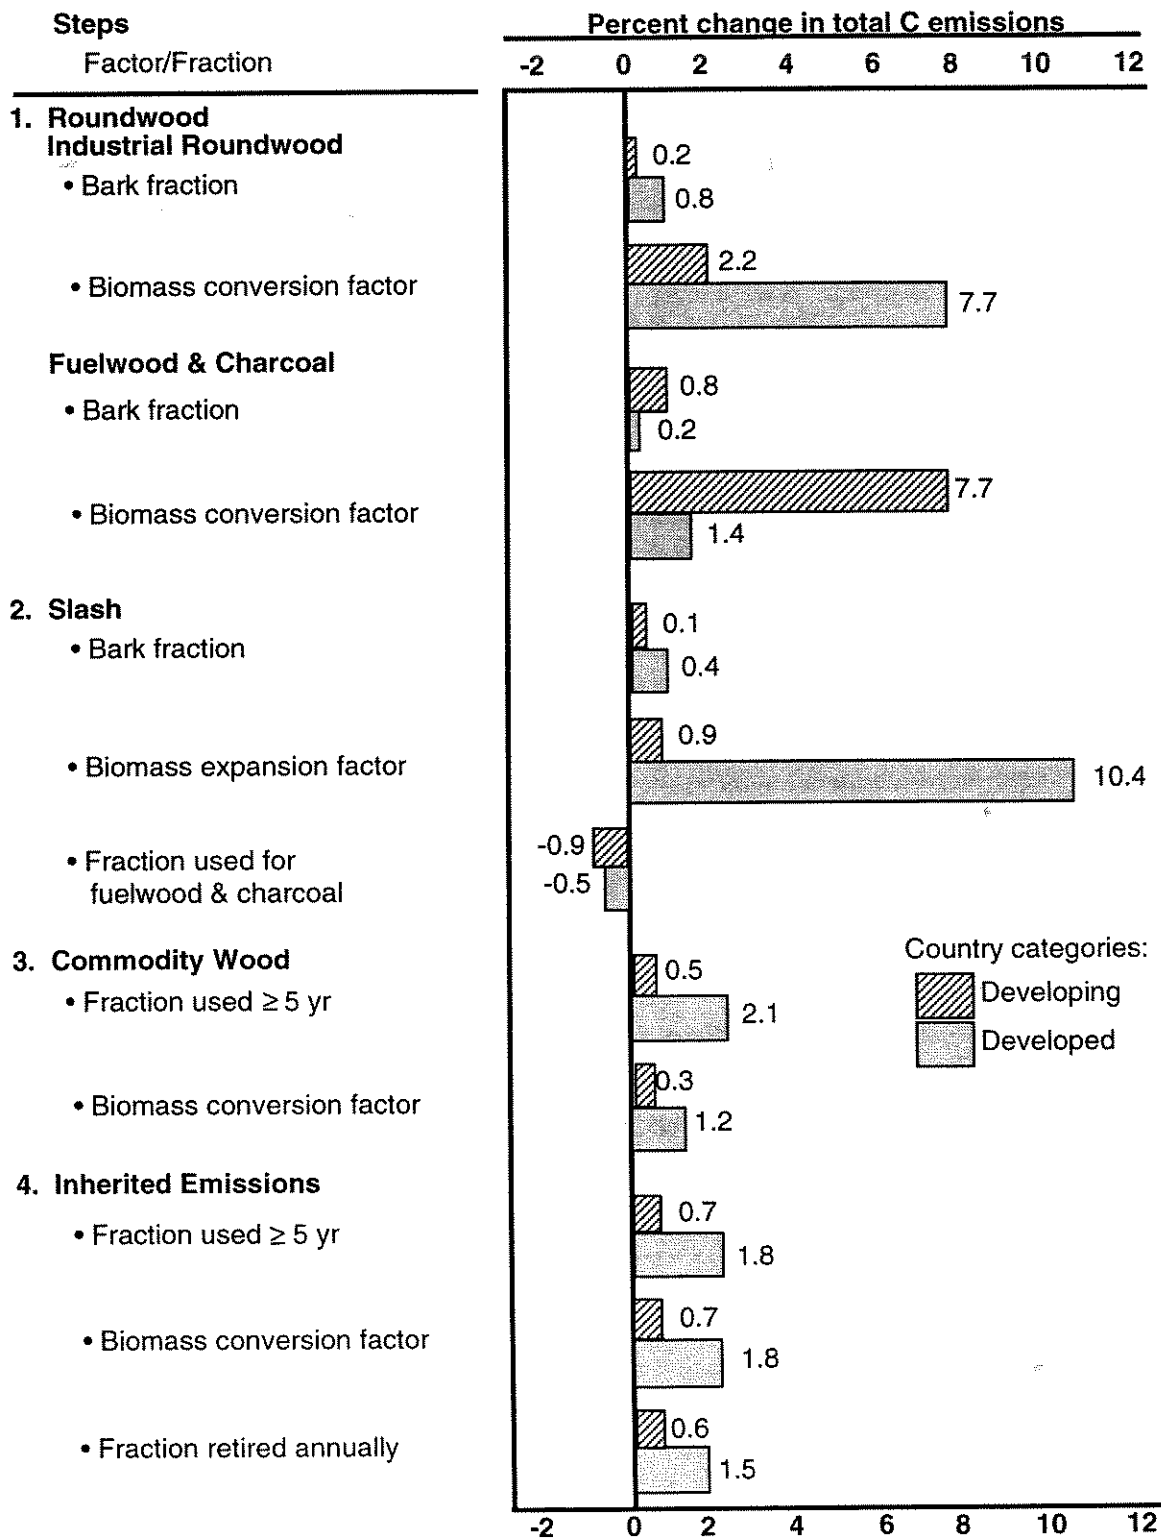 Steps
Percent change in total C emissions
Factor/Fraction
-2 0 2 4 6 8 10 12
1. Roundwood
Industrial Roundwood
• Bark fraction
0.2
0.8
• Biomass conversion factor
2.2
7.7
Fuelwood & Charcoal
• Bark fraction
0.8
0.2
• Biomass conversion factor
7.7
1.4
2. Slash
• Bark fraction
0.1
0.4
• Biomass expansion factor
0.9
10.4
• Fraction used for
fuelwood & charcoal
-0.9
-0.5
3. Commodity Wood
• Fraction used ≥ 5 yr
0.5
2.1
Country categories:
Developing
Developed
• Biomass conversion factor
0.3
1.2
4. Inherited Emissions
• Fraction used ≥ 5 yr
0.7
1.8
• Biomass conversion factor
0.7
1.8
• Fraction retired annually
0.6
1.5
-2 0 2 4 6 8 10 12